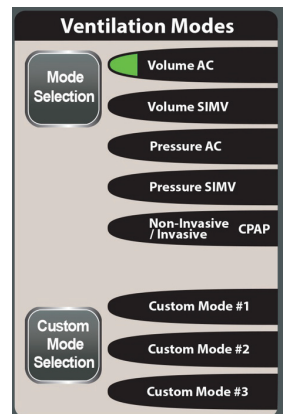 Ventilation Modes
Mode
Selection
Volume AC
Volume SIMV
Pressure AC
Pressure SIMV
Non-Invasive
/ Invasive CPAP
Custom
Mode
Selection
Custom Mode #1
Custom Mode #2
Custom Mode #3